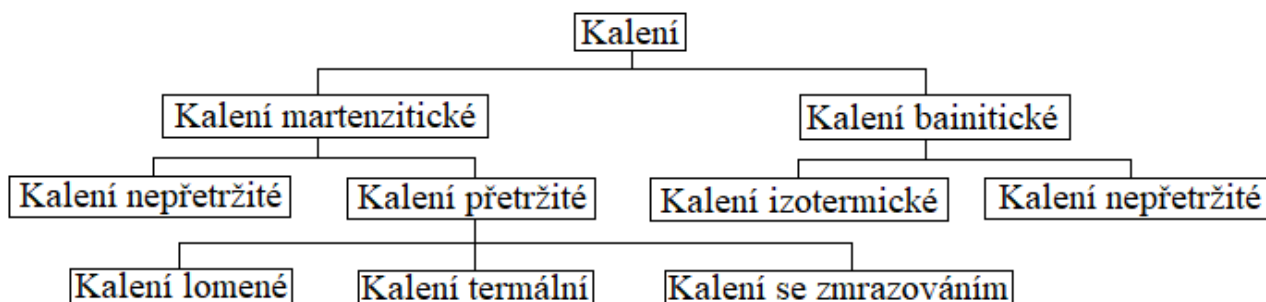 Kalení
Kalení martenzitické
Kalení bainitické
Kalení nepřetržité
Kalení přetržité
Kalení izotermické
Kalení nepřetržité
Kalení lomené
Kalení termální
Kalení se zmrazováním